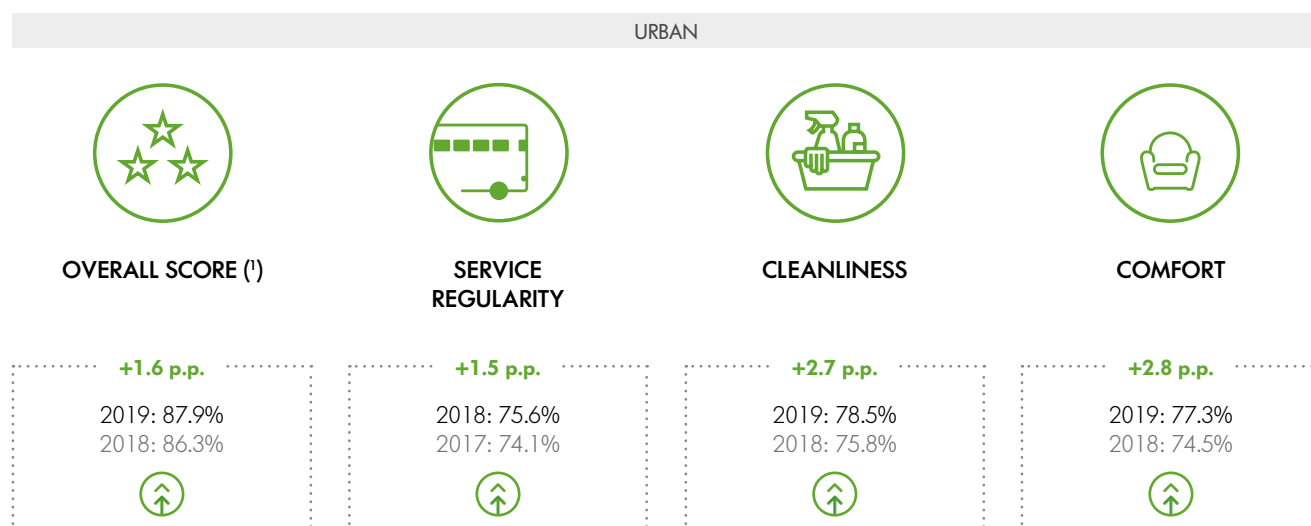 URBAN
OVERALL SCORE (¹)
SERVICE
REGULARITY
CLEANLINESS
COMFORT
+1.6 p.p.
2019: 87.9%
2018: 86.3%
+1.5 p.p.
2018: 75.6%
2017: 74.1%
+2.7 p.p.
2019: 78.5%
2018: 75.8%
+2.8 p.p.
2019: 77.3%
2018: 74.5%